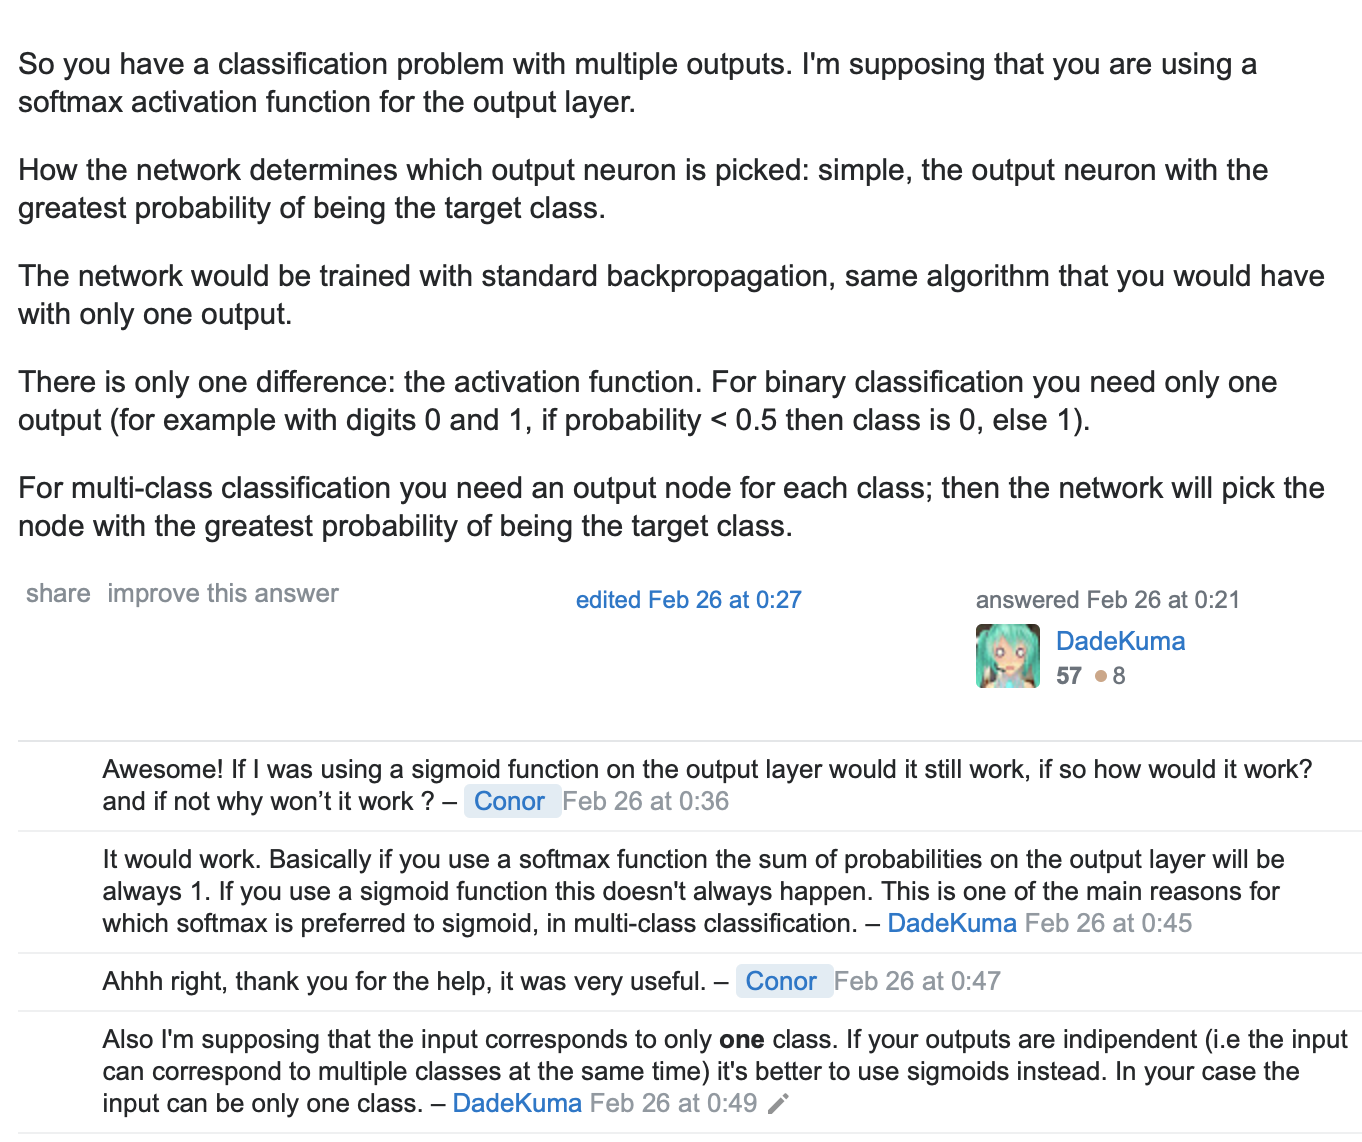 So you have a classification problem with multiple outputs. I'm supposing that you are using a
softmax activation function for the output layer.
How the network determines which output neuron is picked: simple, the output neuron with the
greatest probability of being the target class.
The network would be trained with standard backpropagation, same algorithm that you would have
with only one output.
There is only one difference: the activation function. For binary classification you need only one
output (for example with digits 0 and 1, if probability < 0.5 then class is 0, else 1).
For multi-class classification you need an output node for each class; then the network will pick the
node with the greatest probability of being the target class.
share improve this answer
edited Feb 26 at 0:27
answered Feb 26 at 0:21
DadeKuma
57 ●8
Awesome! If I was using a sigmoid function on the output layer would it still work, if so how would it work?
and if not why won’t it work ? – Conor Feb 26 at 0:36
It would work. Basically if you use a softmax function the sum of probabilities on the output layer will be
always 1. If you use a sigmoid function this doesn't always happen. This is one of the main reasons for
which softmax is preferred to sigmoid, in multi-class classification. – DadeKuma Feb 26 at 0:45
Ahhh right, thank you for the help, it was very useful. – Conor Feb 26 at 0:47
Also I'm supposing that the input corresponds to only one class. If your outputs are indipendent (i.e the input
can correspond to multiple classes at the same time) it's better to use sigmoids instead. In your case the
input can be only one class. – DadeKuma Feb 26 at 0:49